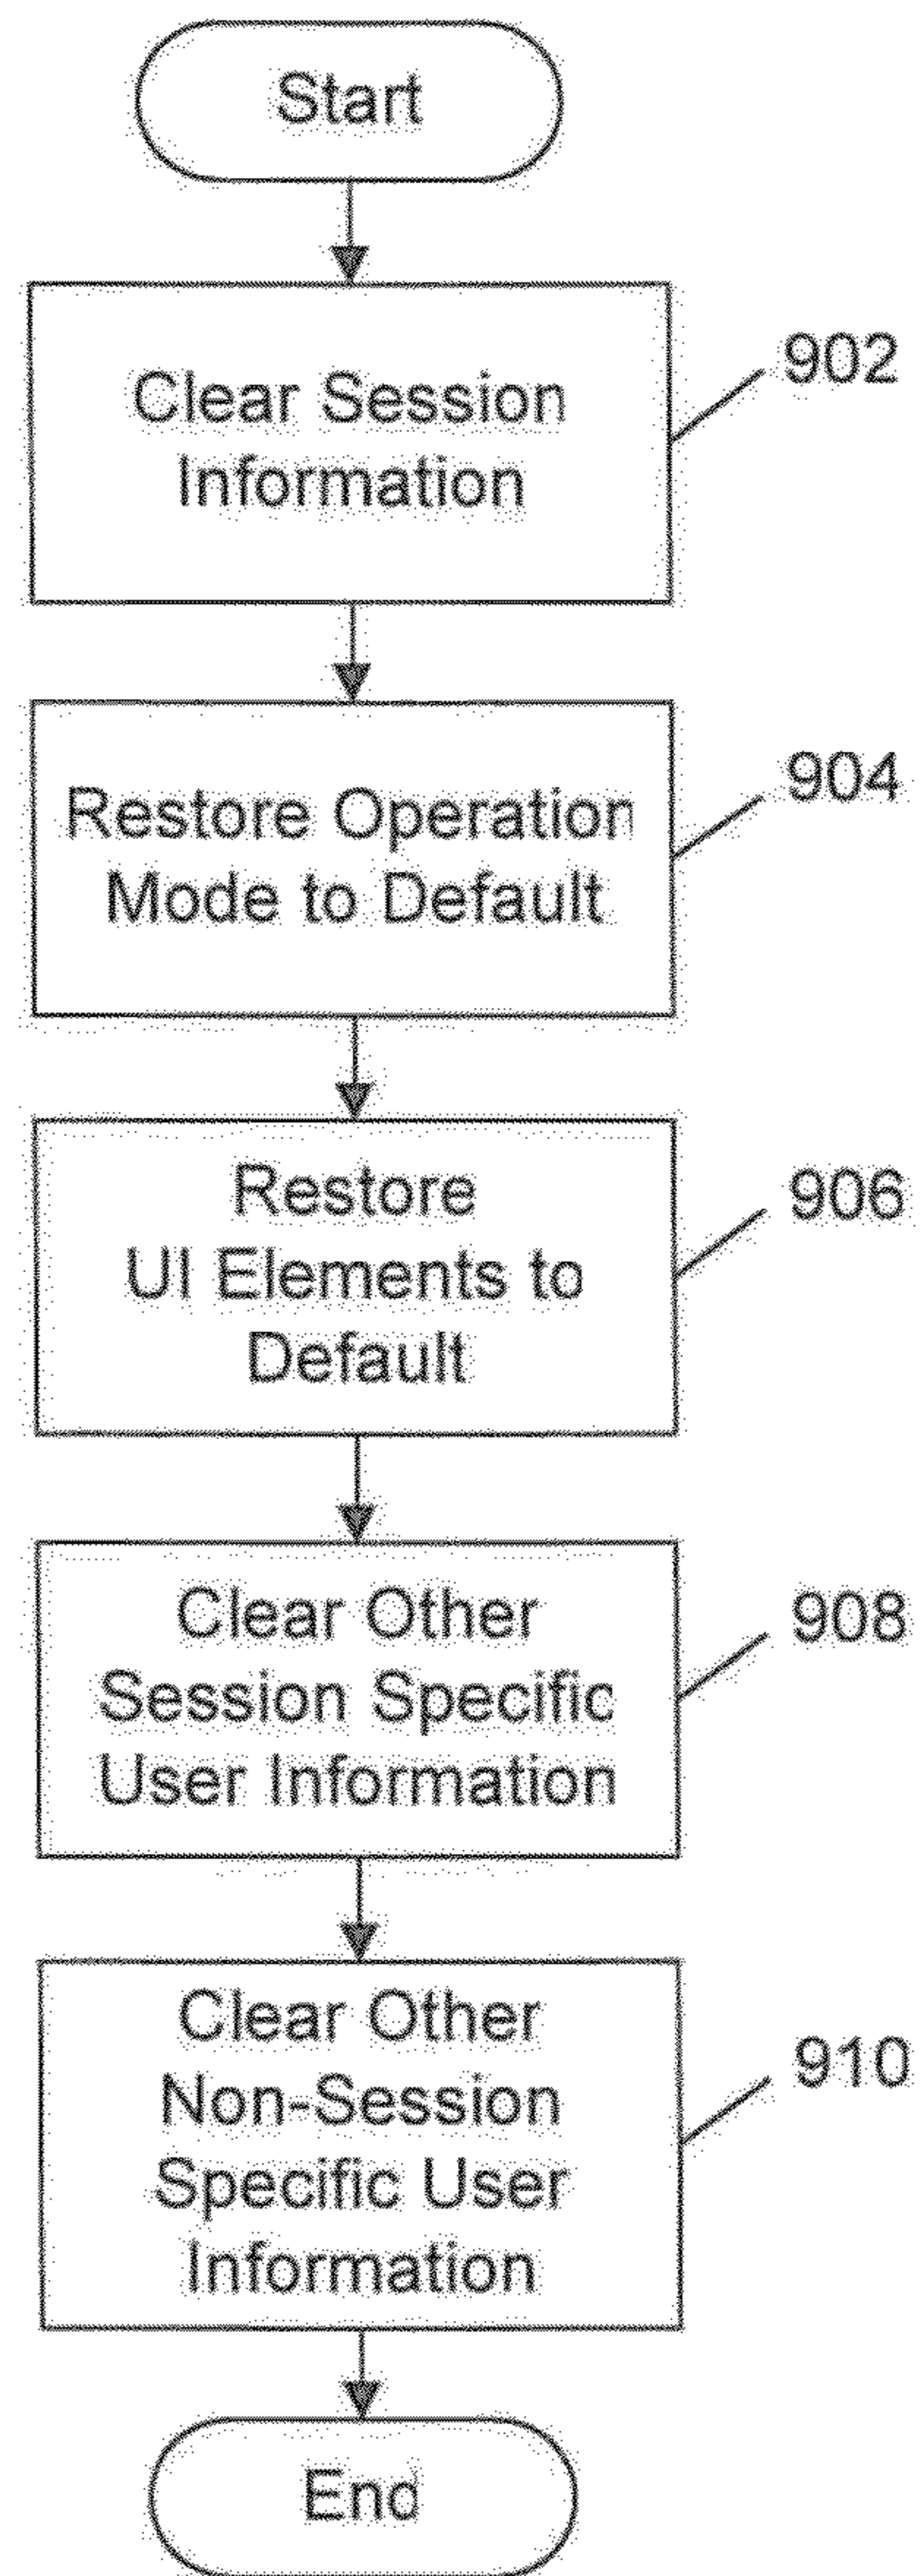 Start
Clear Session
Information
902
Restore Operation
Mode to Default
904
Restore
UI Elements to
Default
906
Clear Other
Session Specific
User Information
908
Clear Other
Non-Session
Specific User
Information
910
End